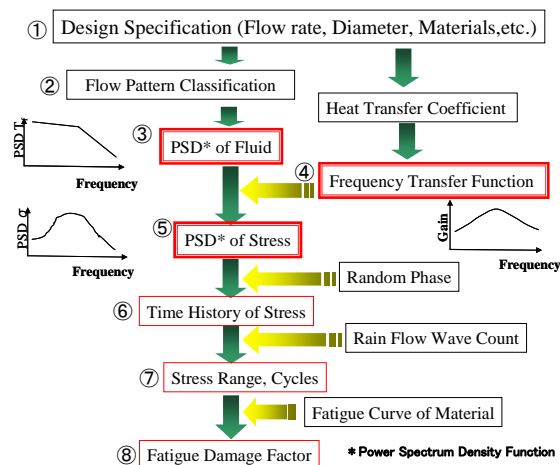 ① Design Specification (Flow rate, Diameter, Materials,etc.)
② Flow Pattern Classification
Heat Transfer Coefficient
③ PSD* of Fluid
PSD T
Frequency
④ Frequency Transfer Function
PSD σ
Frequency
⑤ PSD* of Stress
Gain
Frequency
Random Phase
⑥ Time History of Stress
Rain Flow Wave Count
⑦ Stress Range, Cycles
Fatigue Curve of Material
⑧ Fatigue Damage Factor
*Power Spectrum Density Function